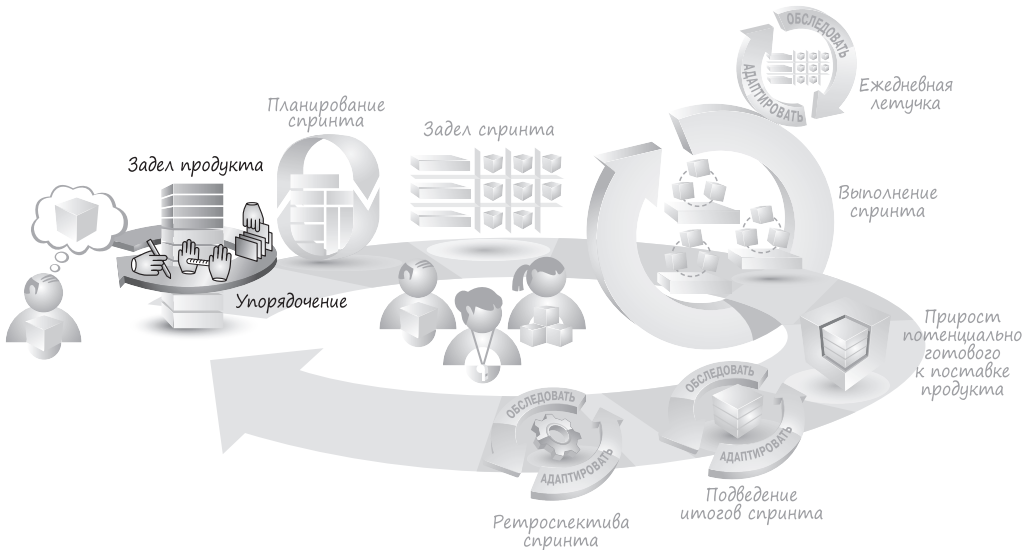 ОБСЛЕДОВАТЬ
АДАПТИРОВАТЬ
Ежедневная
летучка
Планирование
спринта
Задел спринта
Задел продукта
Выполнение
спринта
Упорядочение
Прирост
потенциально
готового
к поставке
продукта
ОБСЛЕДОВАТЬ
АДАПТИРОВАТЬ
Подведение
итогов спринта
ОБСЛЕДОВАТЬ
АДАПТИРОВАТЬ
Ретроспектива
спринта